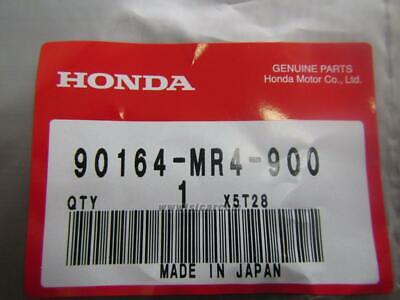 HONDA
GENUINE PARTS
Honda Motor Co., Ltd.
90164-MR4-900
QTY 1 X5T28
MADE IN JAPAN